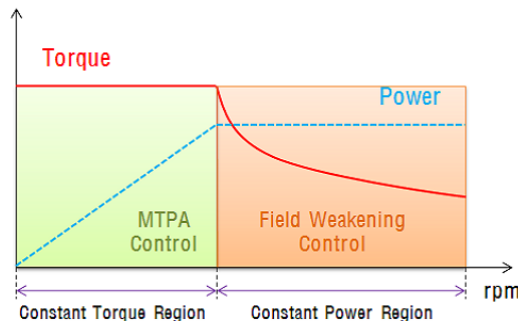 Torque
Power
MTPA
Control
Field Weakening
Control
rpm
Constant Torque Region
Constant Power Region